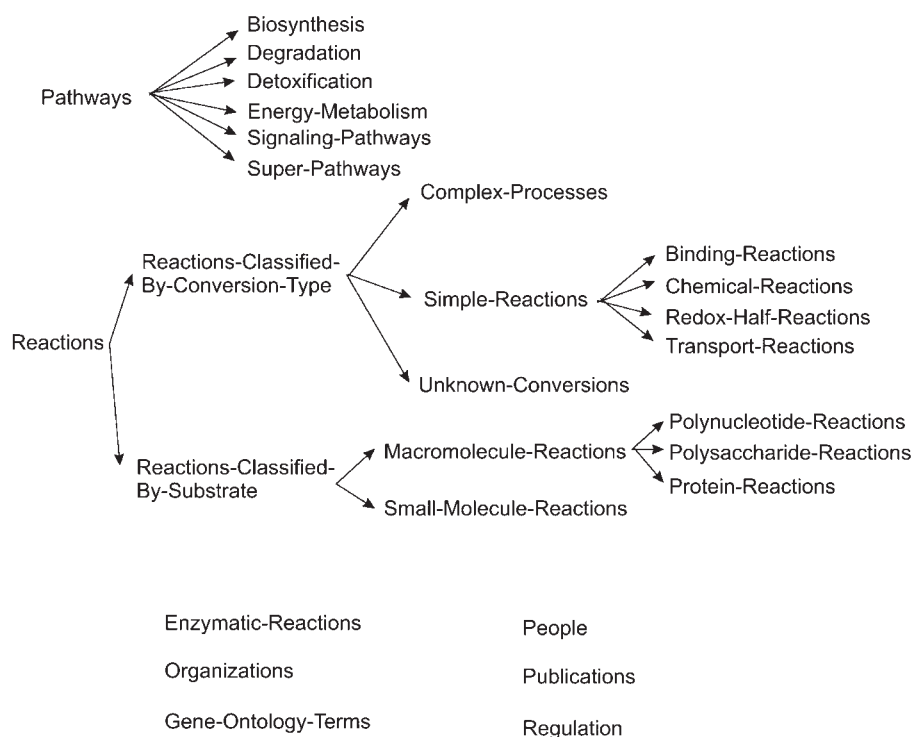 Biosynthesis
Degradation
Detoxification
Pathways
Energy-Metabolism
Signaling-Pathways
Super-Pathways
Complex-Processes
Reactions-Classified-
By-Conversion-Type
Binding-Reactions
Chemical-Reactions
Simple-Reactions
Redox-Half-Reactions
Transport-Reactions
Reactions
Unknown-Conversions
Polynucleotide-Reactions
Macromolecule-Reactions
Polysaccharide-Reactions
Reactions-Classified-
By-Substrate
Protein-Reactions
Small-Molecule-Reactions
Enzymatic-Reactions
People
Organizations
Publications
Gene-Ontology-Terms
Regulation